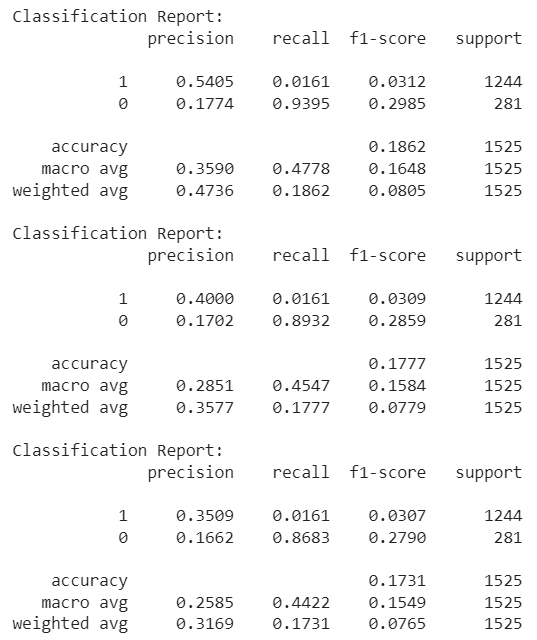 Classification Report:
precision recall f1-score support
1 0.5405 0.0161 0.0312 1244
0 0.1774 0.9395 0.2985 281
accuracy 0.1862 1525
macro avg 0.3590 0.4778 0.1648 1525
weighted avg 0.4736 0.1862 0.0805 1525
Classification Report:
precision recall f1-score support
1 0.4000 0.0161 0.0309 1244
0 0.1702 0.8932 0.2859 281
accuracy 0.1777 1525
macro avg 0.2851 0.4547 0.1584 1525
weighted avg 0.3577 0.1777 0.0779 1525
Classification Report:
precision recall f1-score support
1 0.3509 0.0161 0.0307 1244
0 0.1662 0.8683 0.2790 281
accuracy 0.1731 1525
macro avg 0.2585 0.4422 0.1549 1525
weighted avg 0.3169 0.1731 0.0765 1525